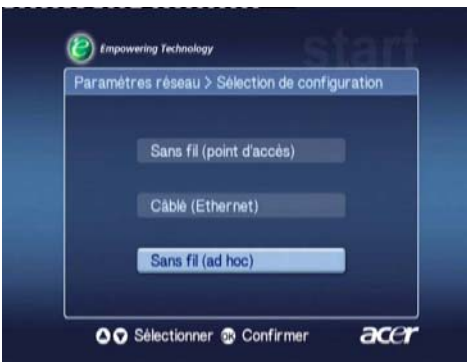 e Empowering Technology
start
Paramètres réseau > Sélection de configuration
Sans fil (point d'accès)
Câblé (Ethernet)
Sans fil (ad hoc)
Sélectionner OK Confirmer
acer